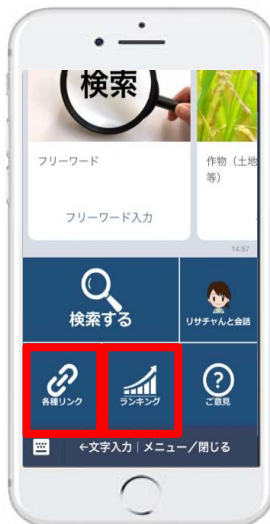 検索
フリーワード
作物（土地
等）
フリーワード入力
14:57
検索する
リサチャんと会話
各種リンク
ランキング
ご意見
←文字入力｜メニュー／閉じる